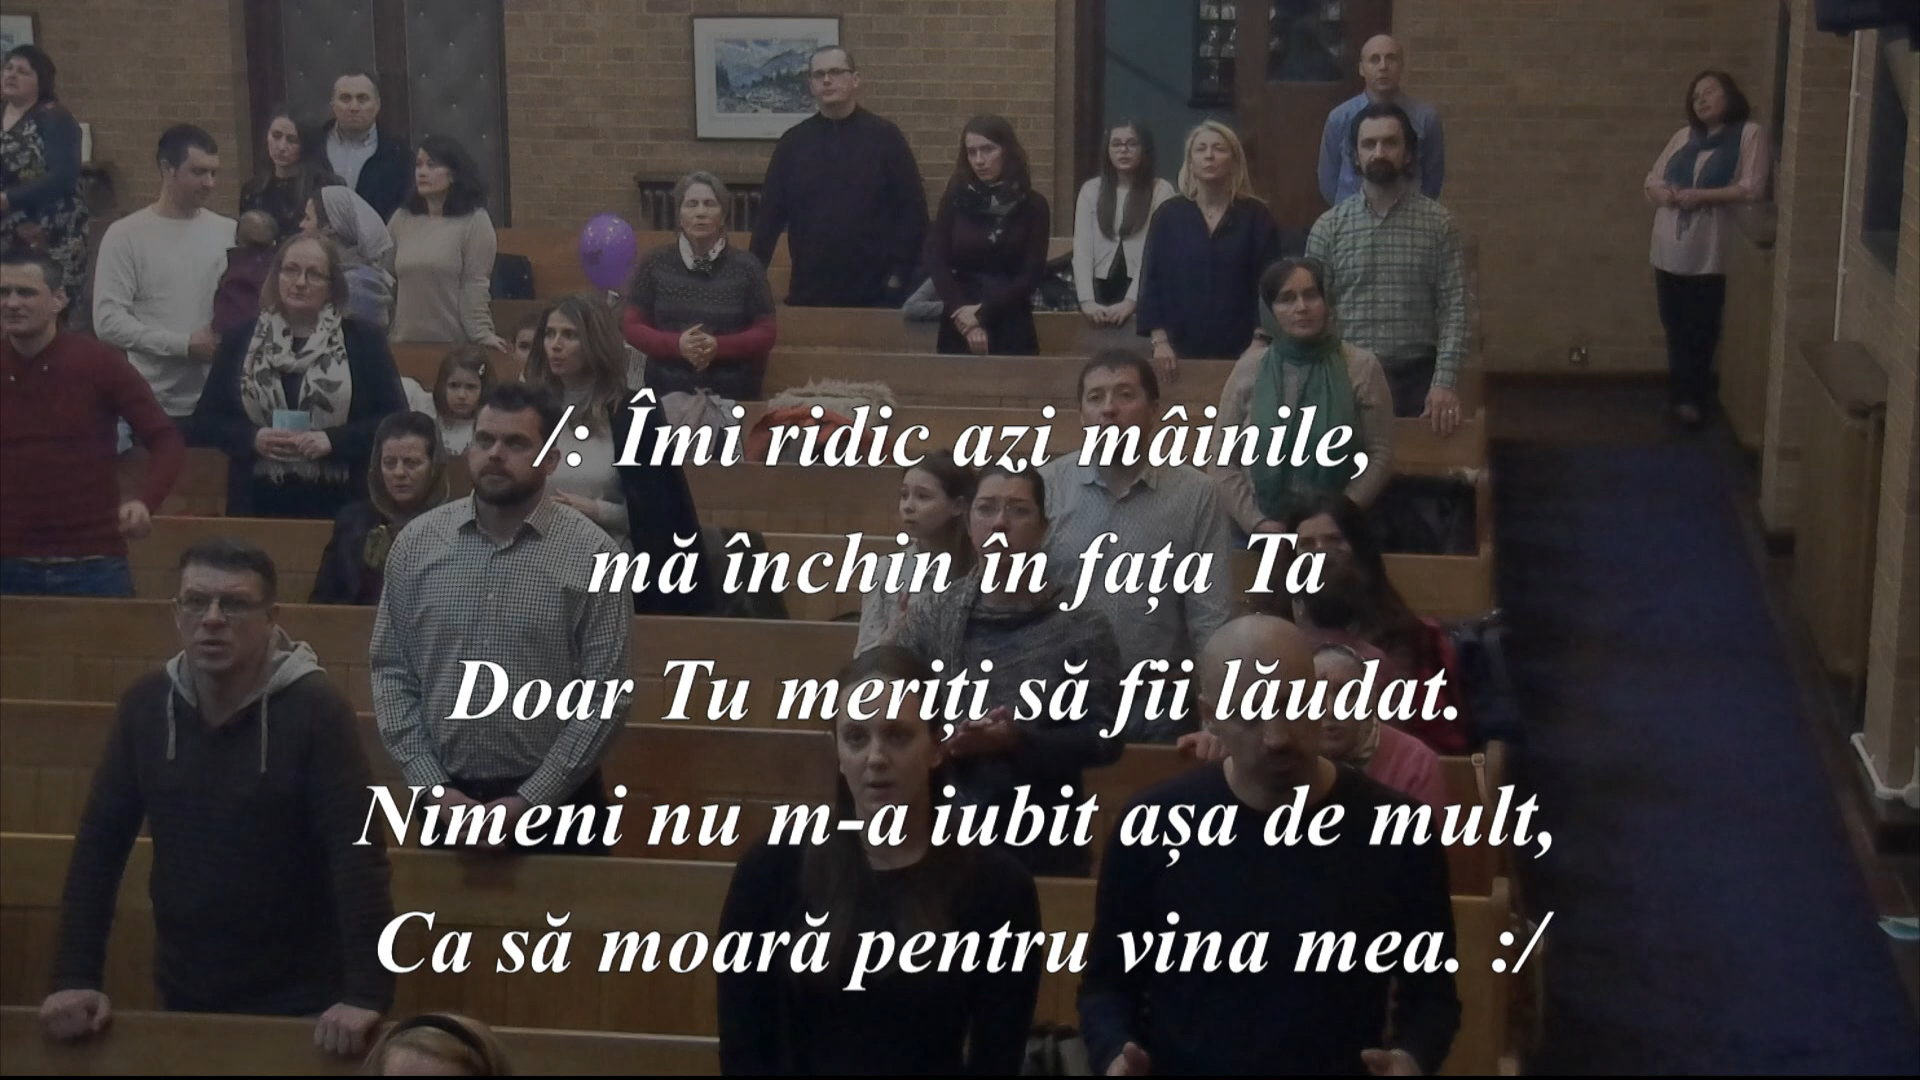 /: Îmi ridic azi mâinile,
mă închin în fața Ta
Doar Tu meriți să fii lăudat.
Nimeni nu m-a iubit așa de mult,
Ca să moară pentru vina mea. :/